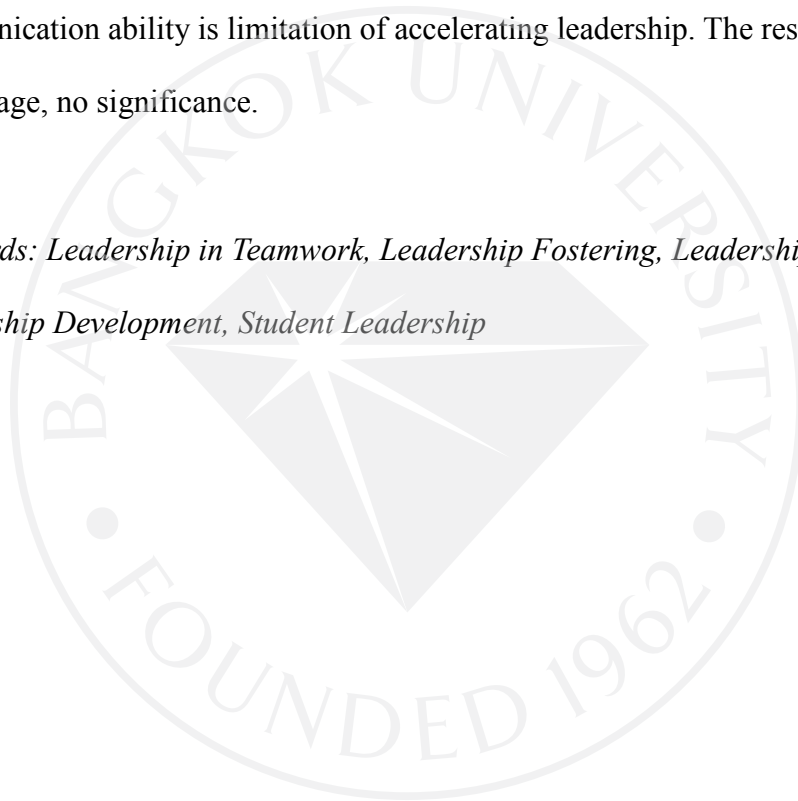 nication ability is limitation of accelerating leadership. The res
age, no significance.
rds: Leadership in Teamwork, Leadership Fostering, Leadershi
ship Development, Student Leadership
BANGKOK UNIVERSITY
FOUNDED 1962